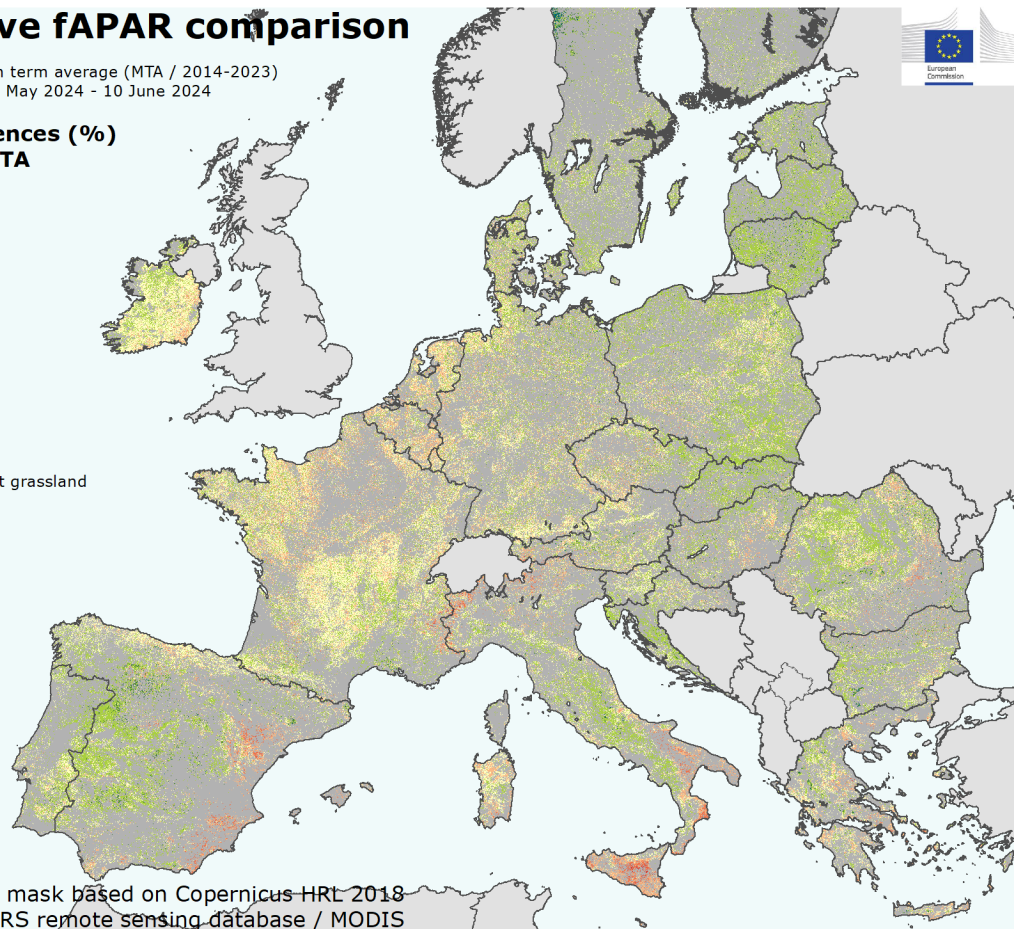 ve fAPAR comparison
n term average (MTA / 2014-2023)
May 2024 - 10 June 2024
ences (%)
TA
European
Commission
t grassland
mask based on Copernicus HRL 2018
RS remote sensing database / MODIS